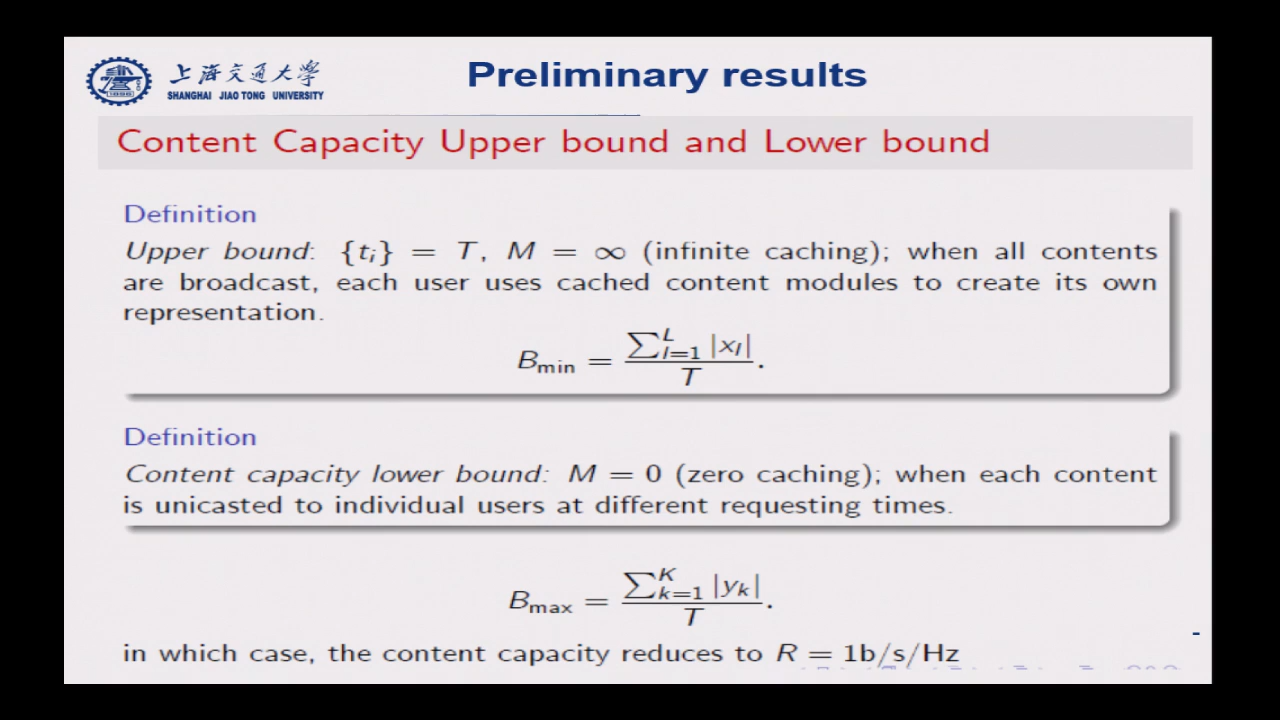 上海交通大学
SHANGHAI JIAO TONG UNIVERSITY
Preliminary results
Content Capacity Upper bound and Lower bound
Definition
Upper bound: {t_i} = T, M = ∞ (infinite caching); when all contents
are broadcast, each user uses cached content modules to create its own
representation.
B_min = \frac{\sum_{l=1}^{L} |x_l|}{T}.
Definition
Content capacity lower bound: M = 0 (zero caching); when each content
is unicasted to individual users at different requesting times.
B_max = \frac{\sum_{k=1}^{K} |y_k|}{T}.
in which case, the content capacity reduces to R = 1b/s/Hz